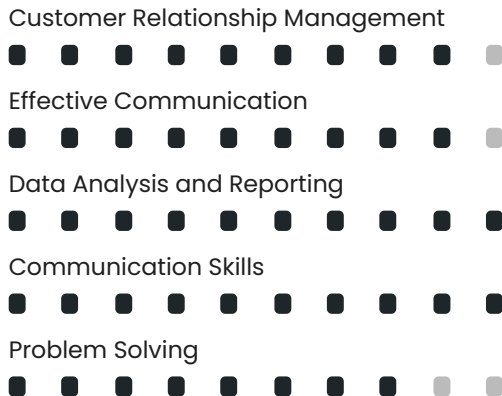 Customer Relationship Management
Effective Communication
Data Analysis and Reporting
Communication Skills
Problem Solving